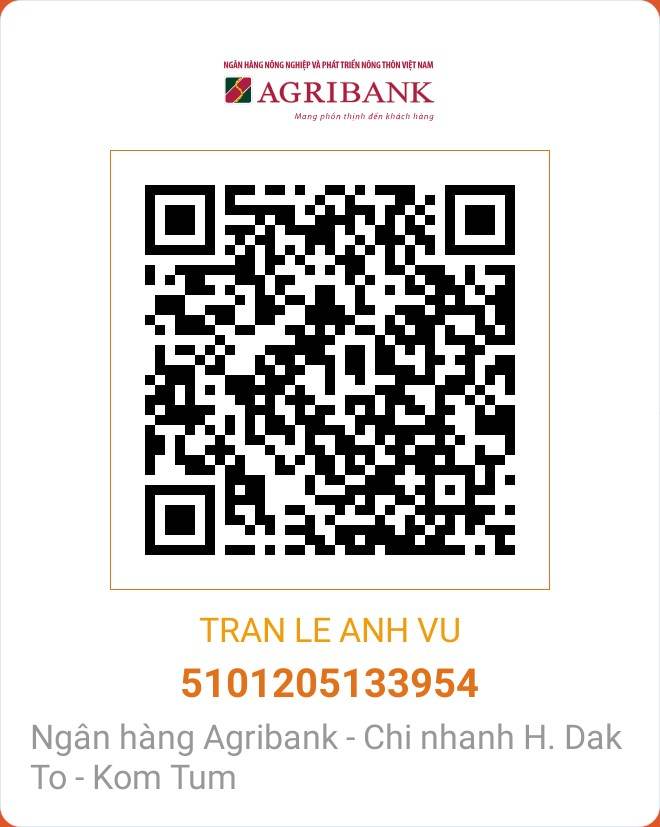 NGÂN HÀNG NÔNG NGHIỆP VÀ PHÁT TRIỂN NÔNG THÔN VIỆT NAM
AGRIBANK
Mang phồn thịnh đến khách hàng
TRAN LE ANH VU
5101205133954
Ngân hàng Agribank - Chi nhanh H. Dak
To - Kom Tum